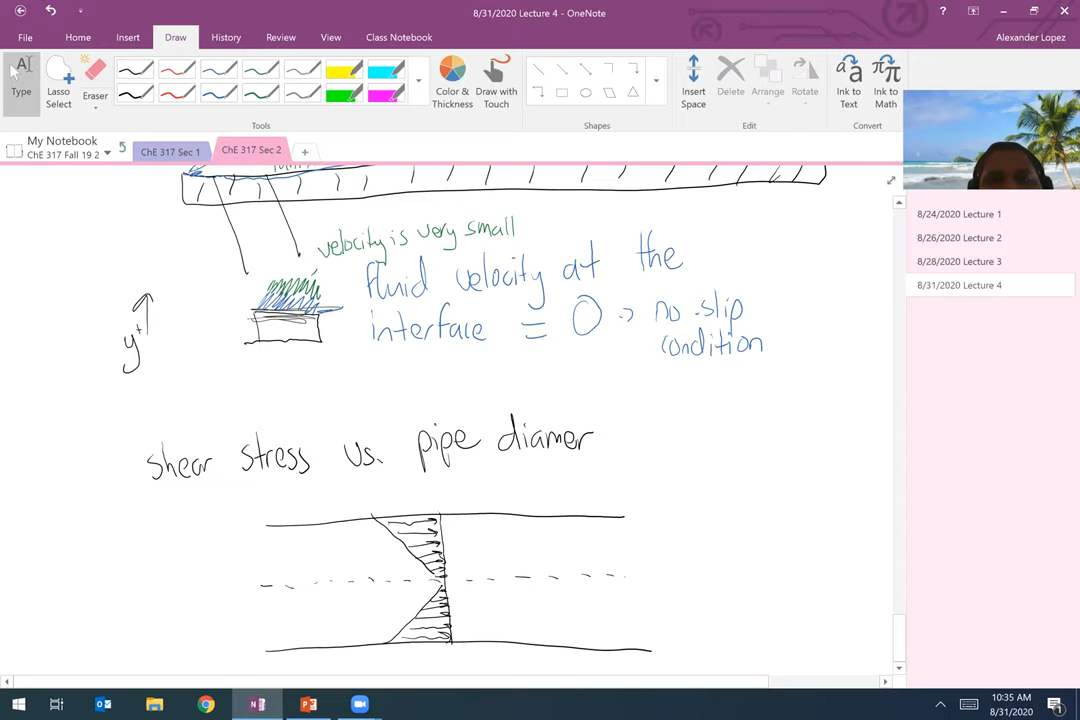 8/31/2020 Lecture 4 - OneNote
File Home Insert Draw History Review View Class Notebook
Alexander Lopez
Type
Lasso Select
Eraser
Color & Thickness
Draw with Touch
Insert Space
Delete
Arrange
Rotate
Ink to Text
Ink to Math
Tools
Shapes
Edit
Convert
My Notebook
ChE 317 Fall 19 2
ChE 317 Sec 1
ChE 317 Sec 2
8/24/2020 Lecture 1
8/26/2020 Lecture 2
8/28/2020 Lecture 3
8/31/2020 Lecture 4
velocity is very small
fluid velocity at the
interface = 0 → no-slip
condition
y+
shear stress vs. pipe diamer
10:35 AM
8/31/2020